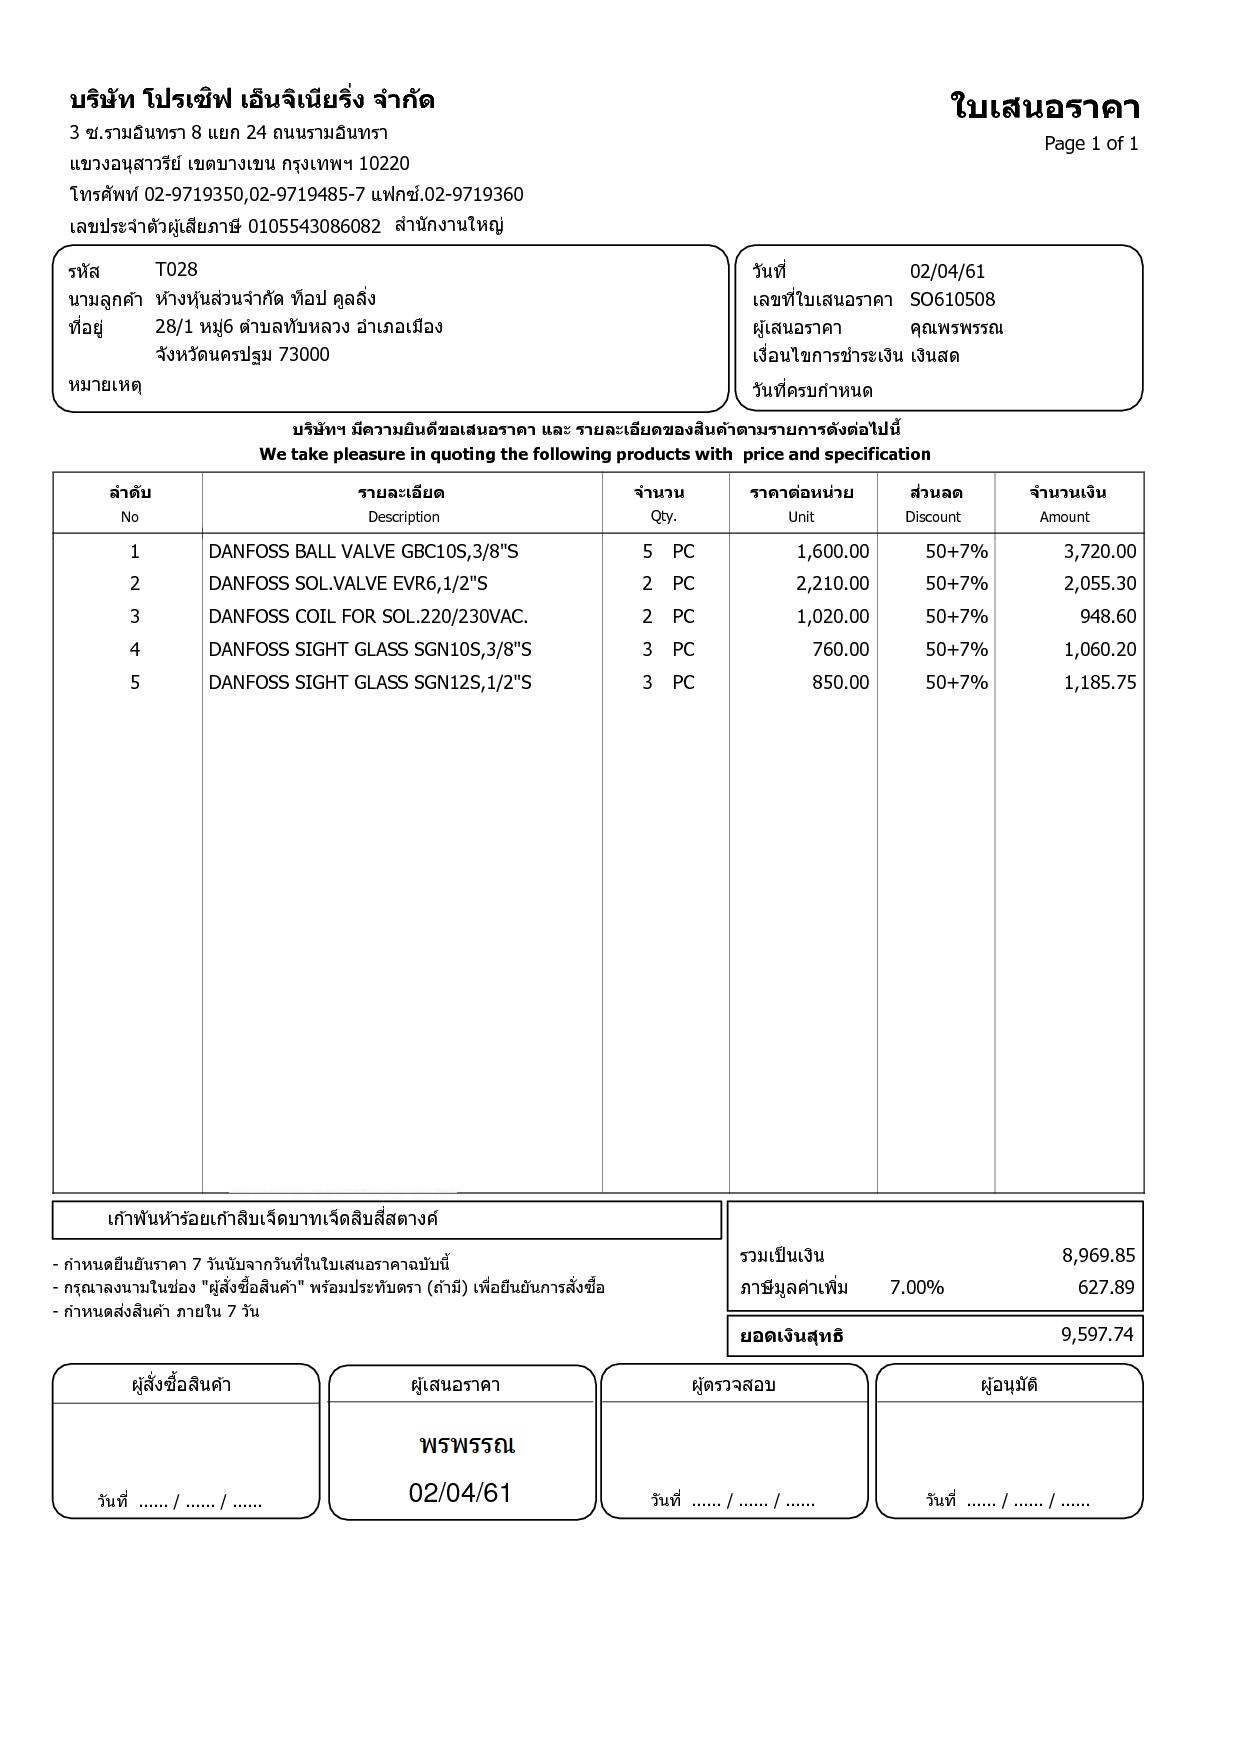 บริษัท โปรเซิฟ เอ็นจิเนียริ่ง จำกัด
ใบเสนอราคา
3 ซ.รามอินทรา 8 แยก 24 ถนนรามอินทรา
Page 1 of 1
แขวงอนุสาวรีย์ เขตบางเขน กรุงเทพฯ 10220
โทรศัพท์ 02-9719350,02-9719485-7 แฟกซ์.02-9719360
เลขประจำตัวผู้เสียภาษี 0105543086082 สำนักงานใหญ่
รหัส T028
นามลูกค้า ห้างหุ้นส่วนจำกัด ท็อป คูลลิ่ง
ที่อยู่ 28/1 หมู่6 ตำบลทับหลวง อำเภอเมือง
จังหวัดนครปฐม 73000
หมายเหตุ
วันที่ 02/04/61
เลขที่ใบเสนอราคา SO610508
ผู้เสนอราคา คุณพรพรรณ
เงื่อนไขการชำระเงิน เงินสด
วันที่ครบกำหนด
บริษัทฯ มีความยินดีขอเสนอราคา และ รายละเอียดของสินค้าตามรายการดังต่อไปนี้
We take pleasure in quoting the following products with price and specification
ลำดับ รายละเอียด จำนวน ราคาต่อหน่วย ส่วนลด จำนวนเงิน
No Description Qty. Unit Discount Amount
1 DANFOSS BALL VALVE GBC10S,3/8"S 5 PC 1,600.00 50+7% 3,720.00
2 DANFOSS SOL.VALVE EVR6,1/2"S 2 PC 2,210.00 50+7% 2,055.30
3 DANFOSS COIL FOR SOL.220/230VAC. 2 PC 1,020.00 50+7% 948.60
4 DANFOSS SIGHT GLASS SGN10S,3/8"S 3 PC 760.00 50+7% 1,060.20
5 DANFOSS SIGHT GLASS SGN12S,1/2"S 3 PC 850.00 50+7% 1,185.75
เก้าพันห้าร้อยเก้าสิบเจ็ดบาทเจ็ดสิบสี่สตางค์
- กำหนดยืนยันราคา 7 วันนับจากวันที่ในใบเสนอราคาฉบับนี้
- กรุณาลงนามในช่อง "ผู้สั่งซื้อสินค้า" พร้อมประทับตรา (ถ้ามี) เพื่อยืนยันการสั่งซื้อ
- กำหนดส่งสินค้า ภายใน 7 วัน
รวมเป็นเงิน 8,969.85
ภาษีมูลค่าเพิ่ม 7.00% 627.89
ยอดเงินสุทธิ 9,597.74
ผู้สั่งซื้อสินค้า ผู้เสนอราคา ผู้ตรวจสอบ ผู้อนุมัติ
พรพรรณ
วันที่ ...... / ...... / ...... 02/04/61 วันที่ ...... / ...... / ...... วันที่ ...... / ...... / ......